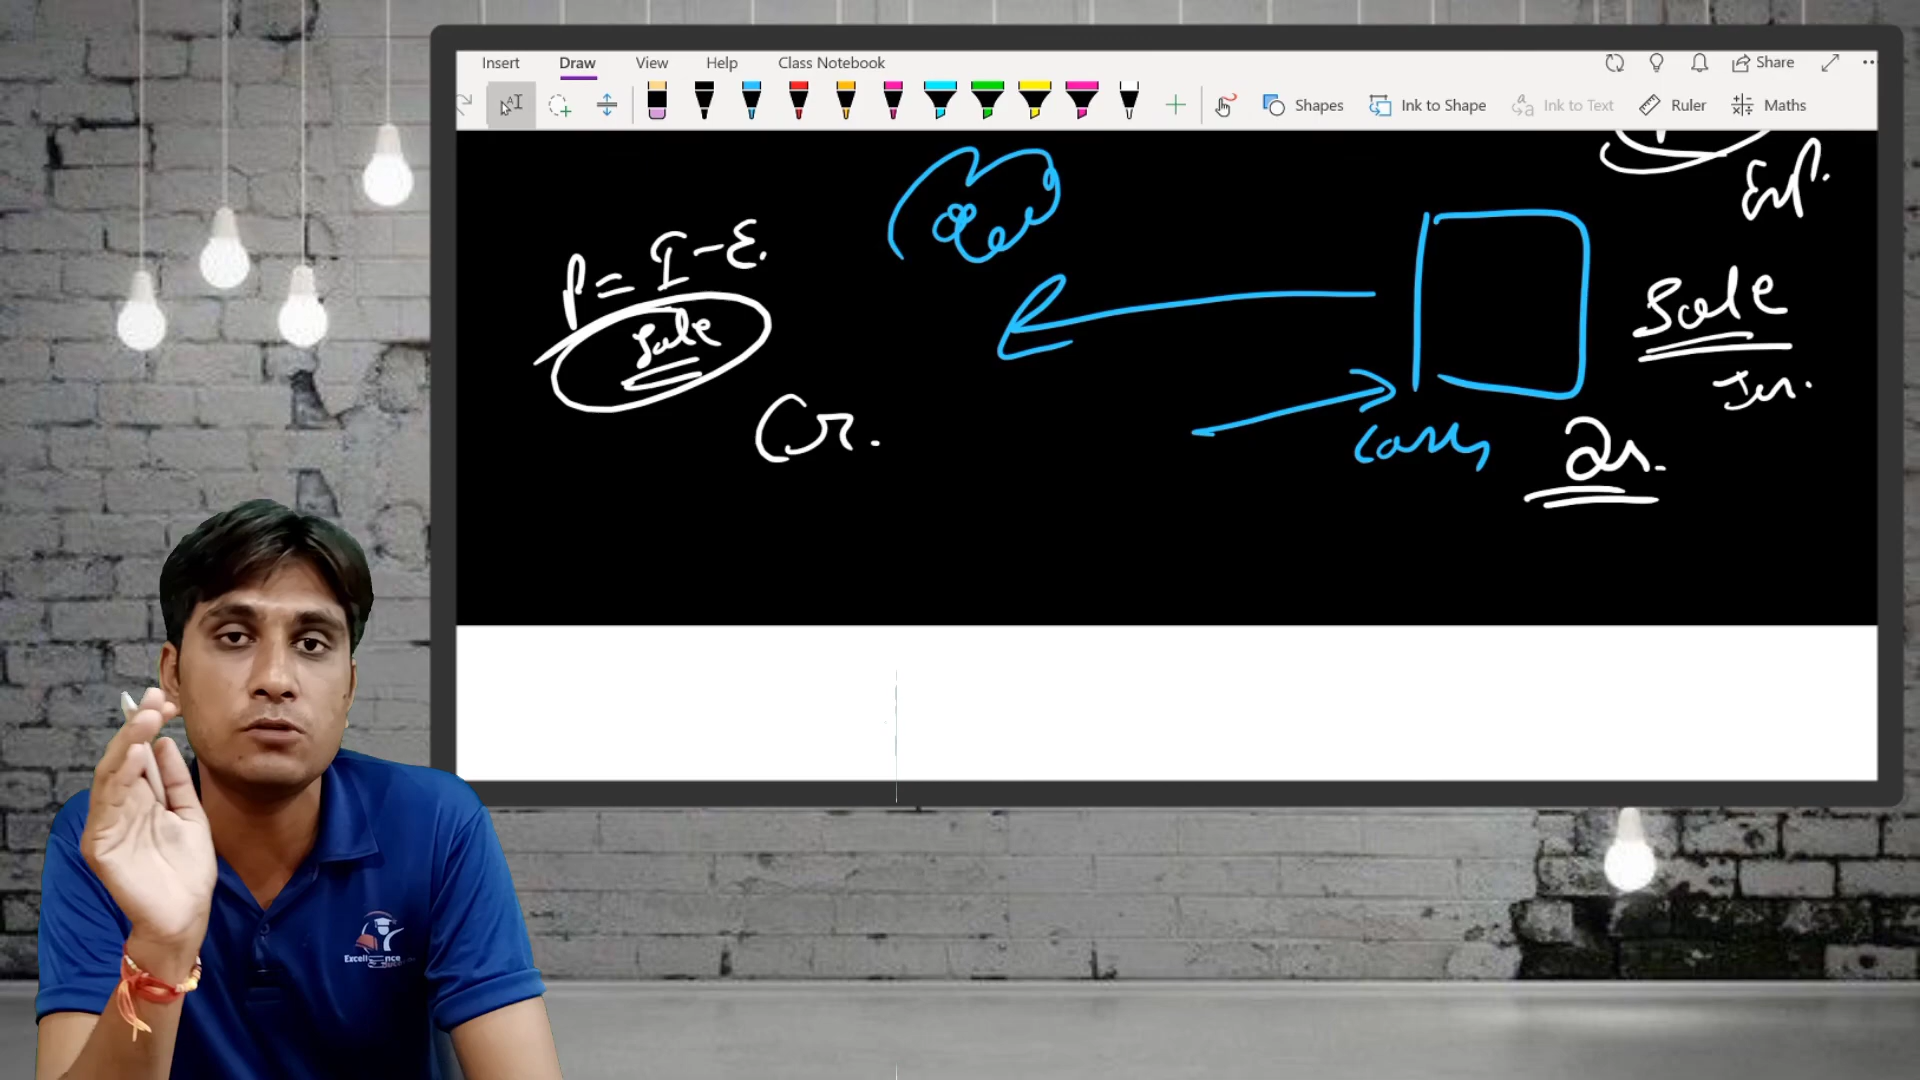 Insert Draw View Help Class Notebook Share
Shapes Ink to Shape Ink to Text Ruler Maths
Exp.
P = I - E.
Sale
Sale
In.
Cr.
Cash
Dr.